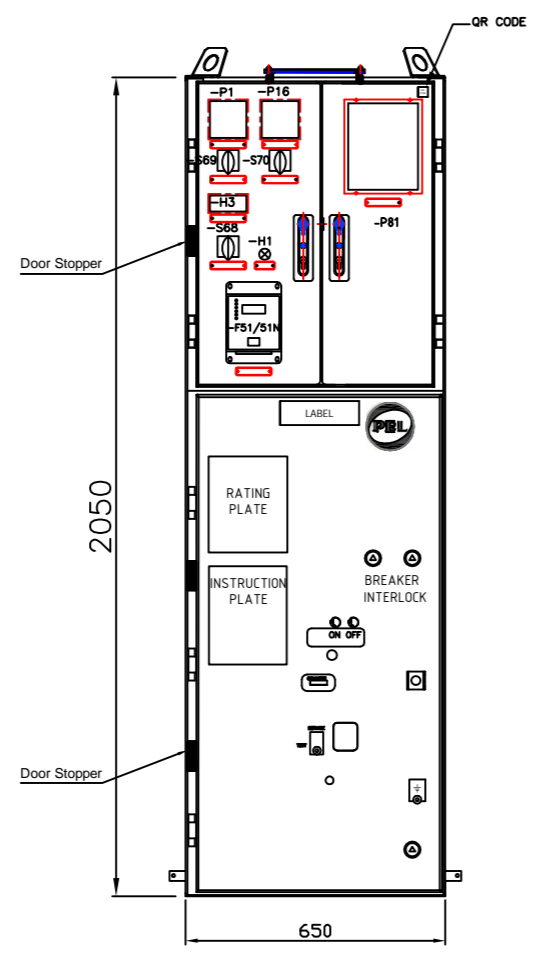 QR CODE
-P1
-P16
-S69
-S70
-H3
-S68
-H1
-P81
-F51/51N
Door Stopper
LABEL
PEL
RATING
PLATE
2050
INSTRUCTION
PLATE
BREAKER
INTERLOCK
ON OFF
Door Stopper
650